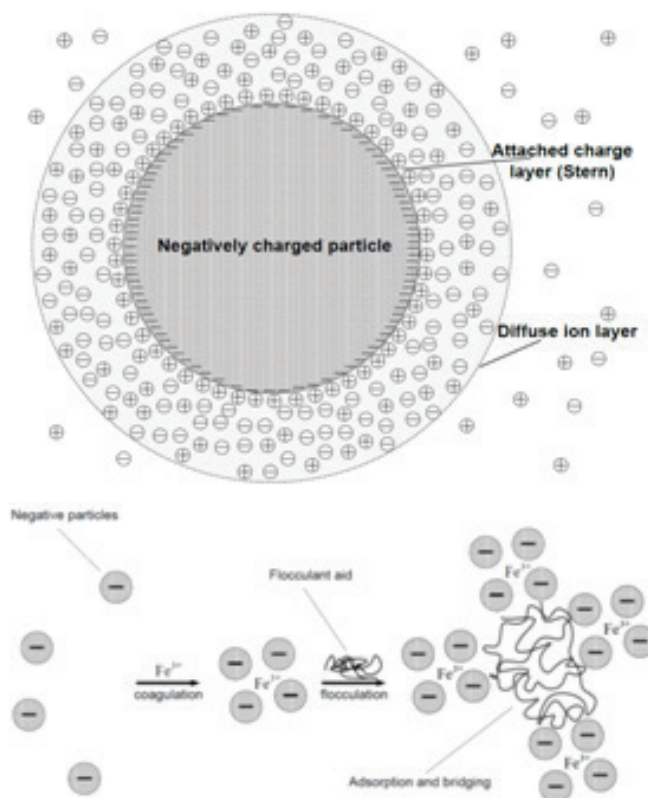 Attached charge
layer (Stern)
Negatively charged particle
Diffuse ion layer
Negative particles
Flocculant aid
Fe³⁺
Fe³⁺
Fe³⁺
Fe³⁺
Fe³⁺
coagulation
flocculation
Fe³⁺
Adsorption and bridging